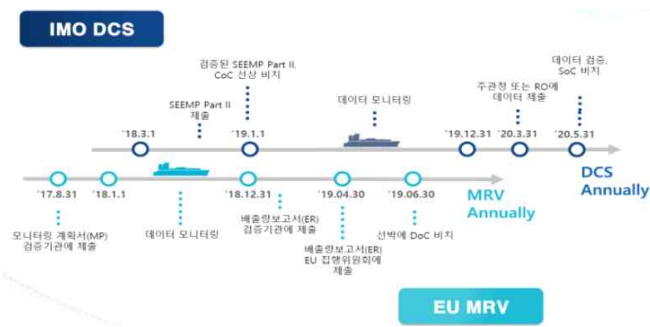 IMO DCS
검증된 SEEMP Part II,
CoC 선상 비치
데이터 검증,
SoC 비치
주관청 또는 RO에
데이터 제출
SEEMP Part II
제출
데이터 모니터링
'18.3.1
'19.1.1
'19.12.31
'20.3.31
'20.5.31
DCS
Annually
'17.8.31
'18.1.1
'18.12.31
'19.04.30
'19.06.30
MRV
Annually
모니터링 계획서(MP)
검증기관에 제출
데이터 모니터링
배출량보고서(ER)
검증기관에 제출
배출량보고서(ER)
EU 집행위원회에
제출
선박에 DoC 비치
EU MRV